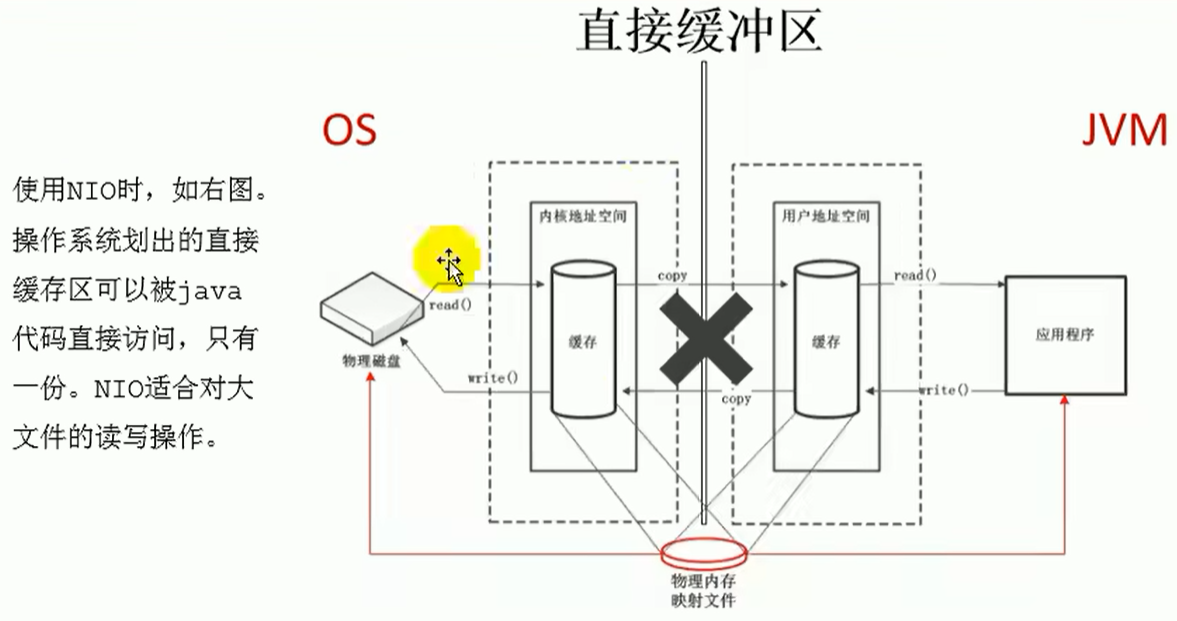 直接缓冲区
OS
JVM
使用NIO时，如右图。
操作系统划出的直接
缓存区可以被java
代码直接访问，只有
一份。NIO适合对大
文件的读写操作。
内核地址空间
用户地址空间
copy
read()
read()
缓存
缓存
应用程序
物理磁盘
write()
copy
write()
物理内存
映射文件